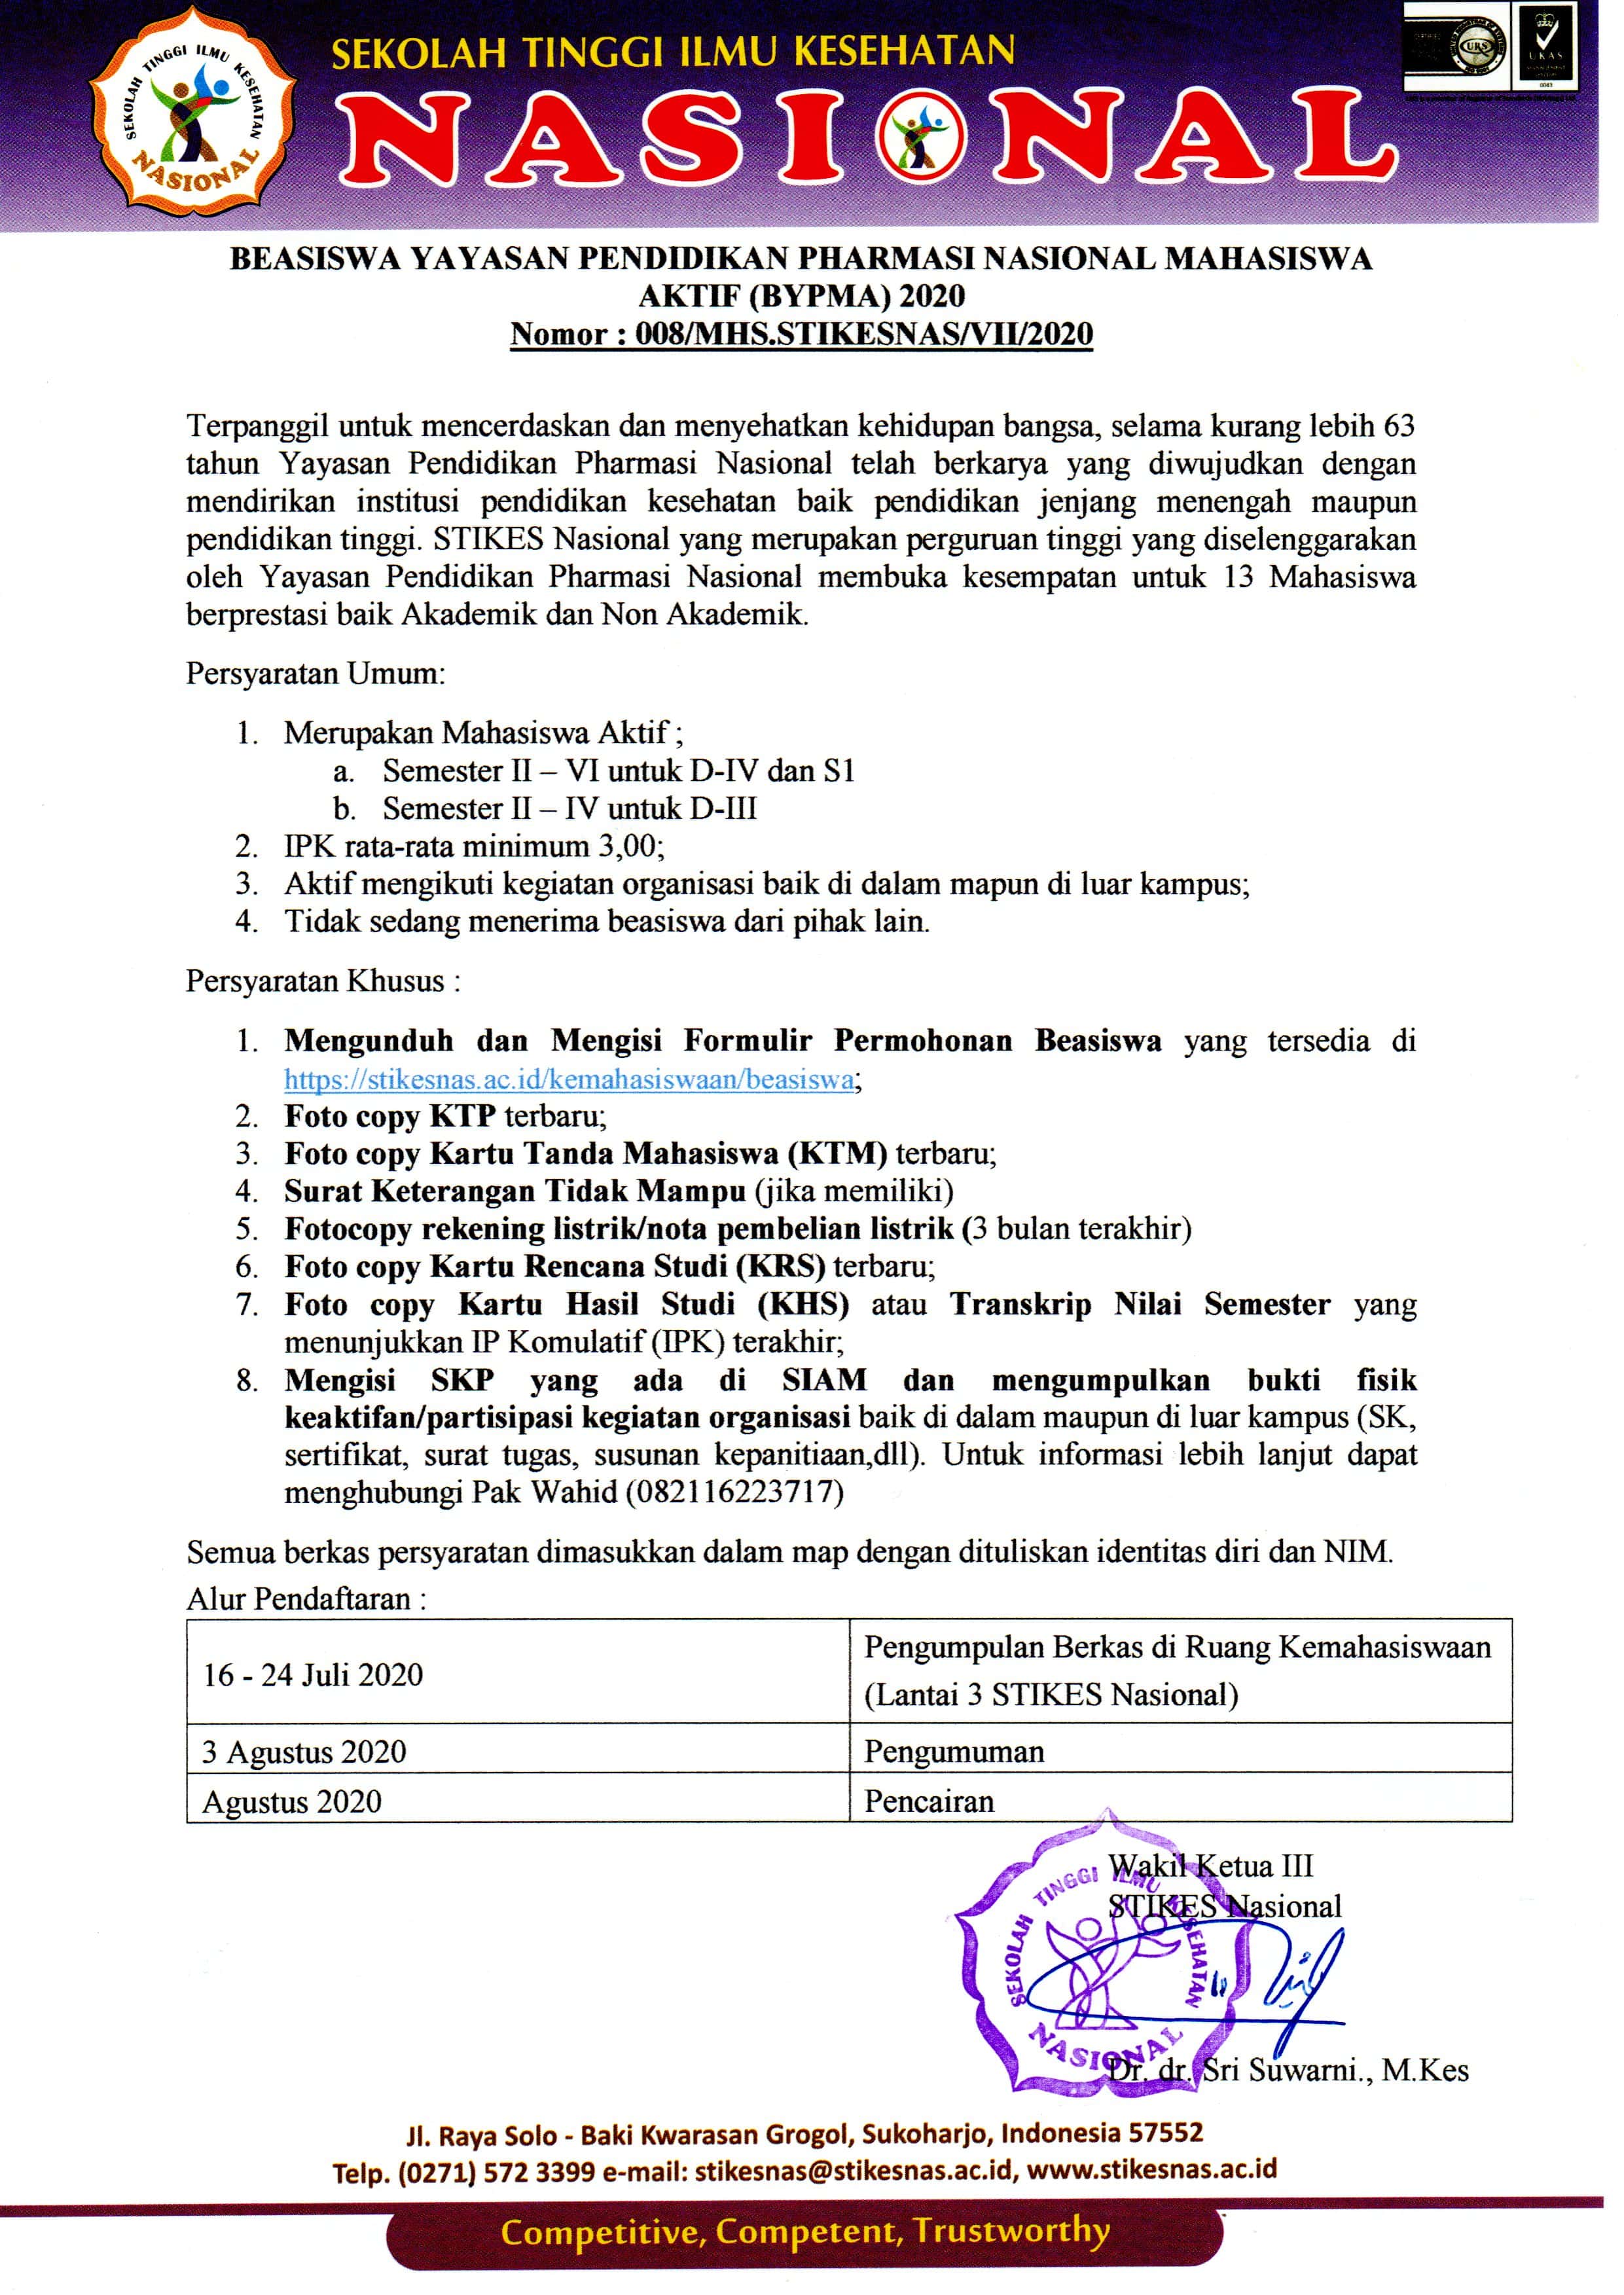 SEKOLAH TINGGI ILMU KESEHATAN
NASIONAL
SEKOLAH TINGGI ILMU KESEHATAN
NASIONAL
URS
UKAS
0043
BEASISWA YAYASAN PENDIDIKAN PHARMASI NASIONAL MAHASISWA
AKTIF (BYPMA) 2020
Nomor : 008/MHS.STIKESNAS/VII/2020
Terpanggil untuk mencerdaskan dan menyehatkan kehidupan bangsa, selama kurang lebih 63
tahun Yayasan Pendidikan Pharmasi Nasional telah berkarya yang diwujudkan dengan
mendirikan institusi pendidikan kesehatan baik pendidikan jenjang menengah maupun
pendidikan tinggi. STIKES Nasional yang merupakan perguruan tinggi yang diselenggarakan
oleh Yayasan Pendidikan Pharmasi Nasional membuka kesempatan untuk 13 Mahasiswa
berprestasi baik Akademik dan Non Akademik.
Persyaratan Umum:
1. Merupakan Mahasiswa Aktif ;
a. Semester II – VI untuk D-IV dan S1
b. Semester II – IV untuk D-III
2. IPK rata-rata minimum 3,00;
3. Aktif mengikuti kegiatan organisasi baik di dalam mapun di luar kampus;
4. Tidak sedang menerima beasiswa dari pihak lain.
Persyaratan Khusus :
1. Mengunduh dan Mengisi Formulir Permohonan Beasiswa yang tersedia di
https://stikesnas.ac.id/kemahasiswaan/beasiswa;
2. Foto copy KTP terbaru;
3. Foto copy Kartu Tanda Mahasiswa (KTM) terbaru;
4. Surat Keterangan Tidak Mampu (jika memiliki)
5. Fotocopy rekening listrik/nota pembelian listrik (3 bulan terakhir)
6. Foto copy Kartu Rencana Studi (KRS) terbaru;
7. Foto copy Kartu Hasil Studi (KHS) atau Transkrip Nilai Semester yang
menunjukkan IP Komulatif (IPK) terakhir;
8. Mengisi SKP yang ada di SIAM dan mengumpulkan bukti fisik
keaktifan/partisipasi kegiatan organisasi baik di dalam maupun di luar kampus (SK,
sertifikat, surat tugas, susunan kepanitiaan,dll). Untuk informasi lebih lanjut dapat
menghubungi Pak Wahid (082116223717)
Semua berkas persyaratan dimasukkan dalam map dengan dituliskan identitas diri dan NIM.
Alur Pendaftaran :
16 - 24 Juli 2020 Pengumpulan Berkas di Ruang Kemahasiswaan
(Lantai 3 STIKES Nasional)
3 Agustus 2020 Pengumuman
Agustus 2020 Pencairan
Wakil Ketua III
STIKES Nasional
SEKOLAH TINGGI ILMU KESEHATAN
NASIONAL
Dr. dr. Sri Suwarni., M.Kes
Jl. Raya Solo - Baki Kwarasan Grogol, Sukoharjo, Indonesia 57552
Telp. (0271) 572 3399 e-mail: stikesnas@stikesnas.ac.id, www.stikesnas.ac.id
Competitive, Competent, Trustworthy